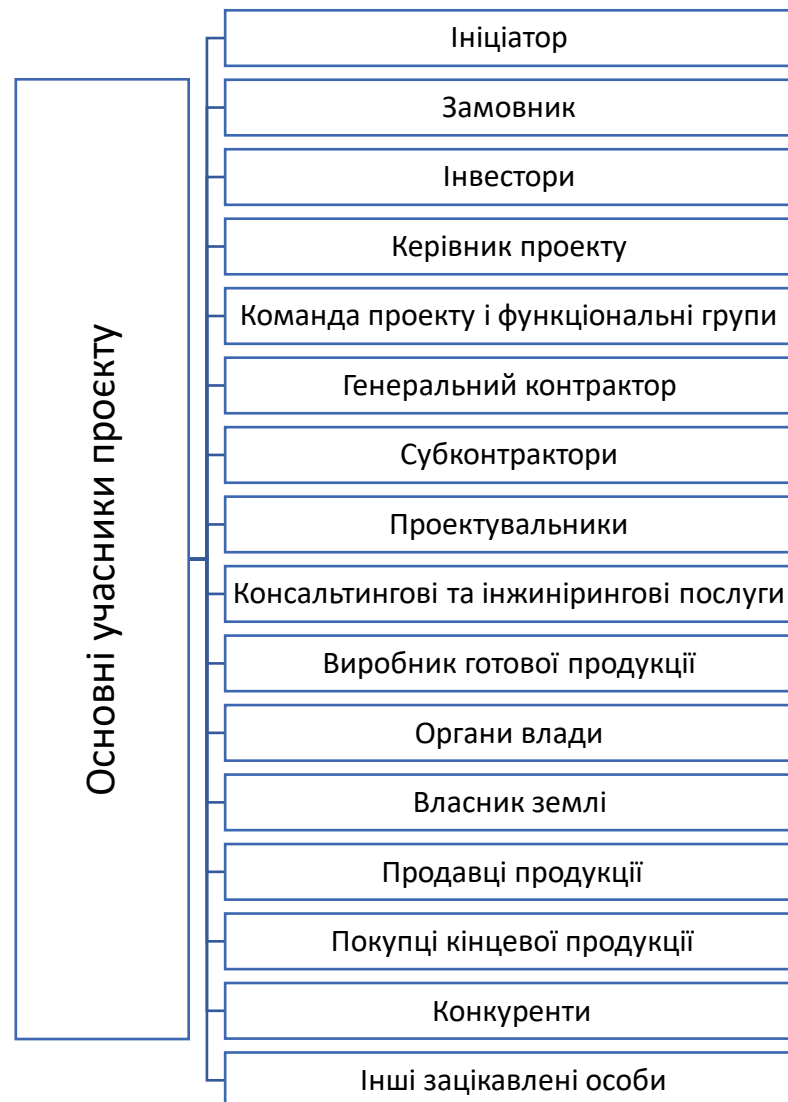 Основні учасники проєкту
Ініціатор
Замовник
Інвестори
Керівник проекту
Команда проекту і функціональні групи
Генеральний контрактор
Субконтрактори
Проектувальники
Консальтингові та інжинірингові послуги
Виробник готової продукції
Органи влади
Власник землі
Продавці продукції
Покупці кінцевої продукції
Конкуренти
Інші зацікавлені особи